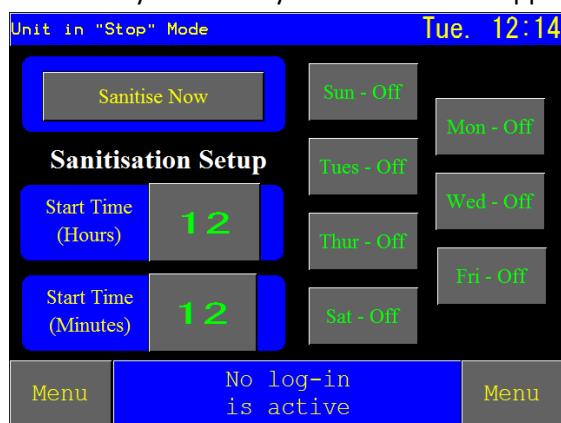 Unit in "Stop" Mode
Tue. 12:14
Sanitise Now
Sun - Off
Mon - Off
Sanitisation Setup
Tues - Off
Start Time
(Hours)
12
Wed - Off
Thur - Off
Start Time
(Minutes)
12
Fri - Off
Sat - Off
Menu
No log-in
is active
Menu